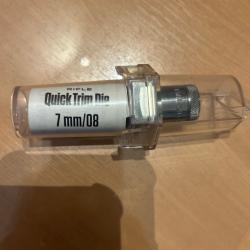 RIFLE
Quick Trim Die
7 mm/08